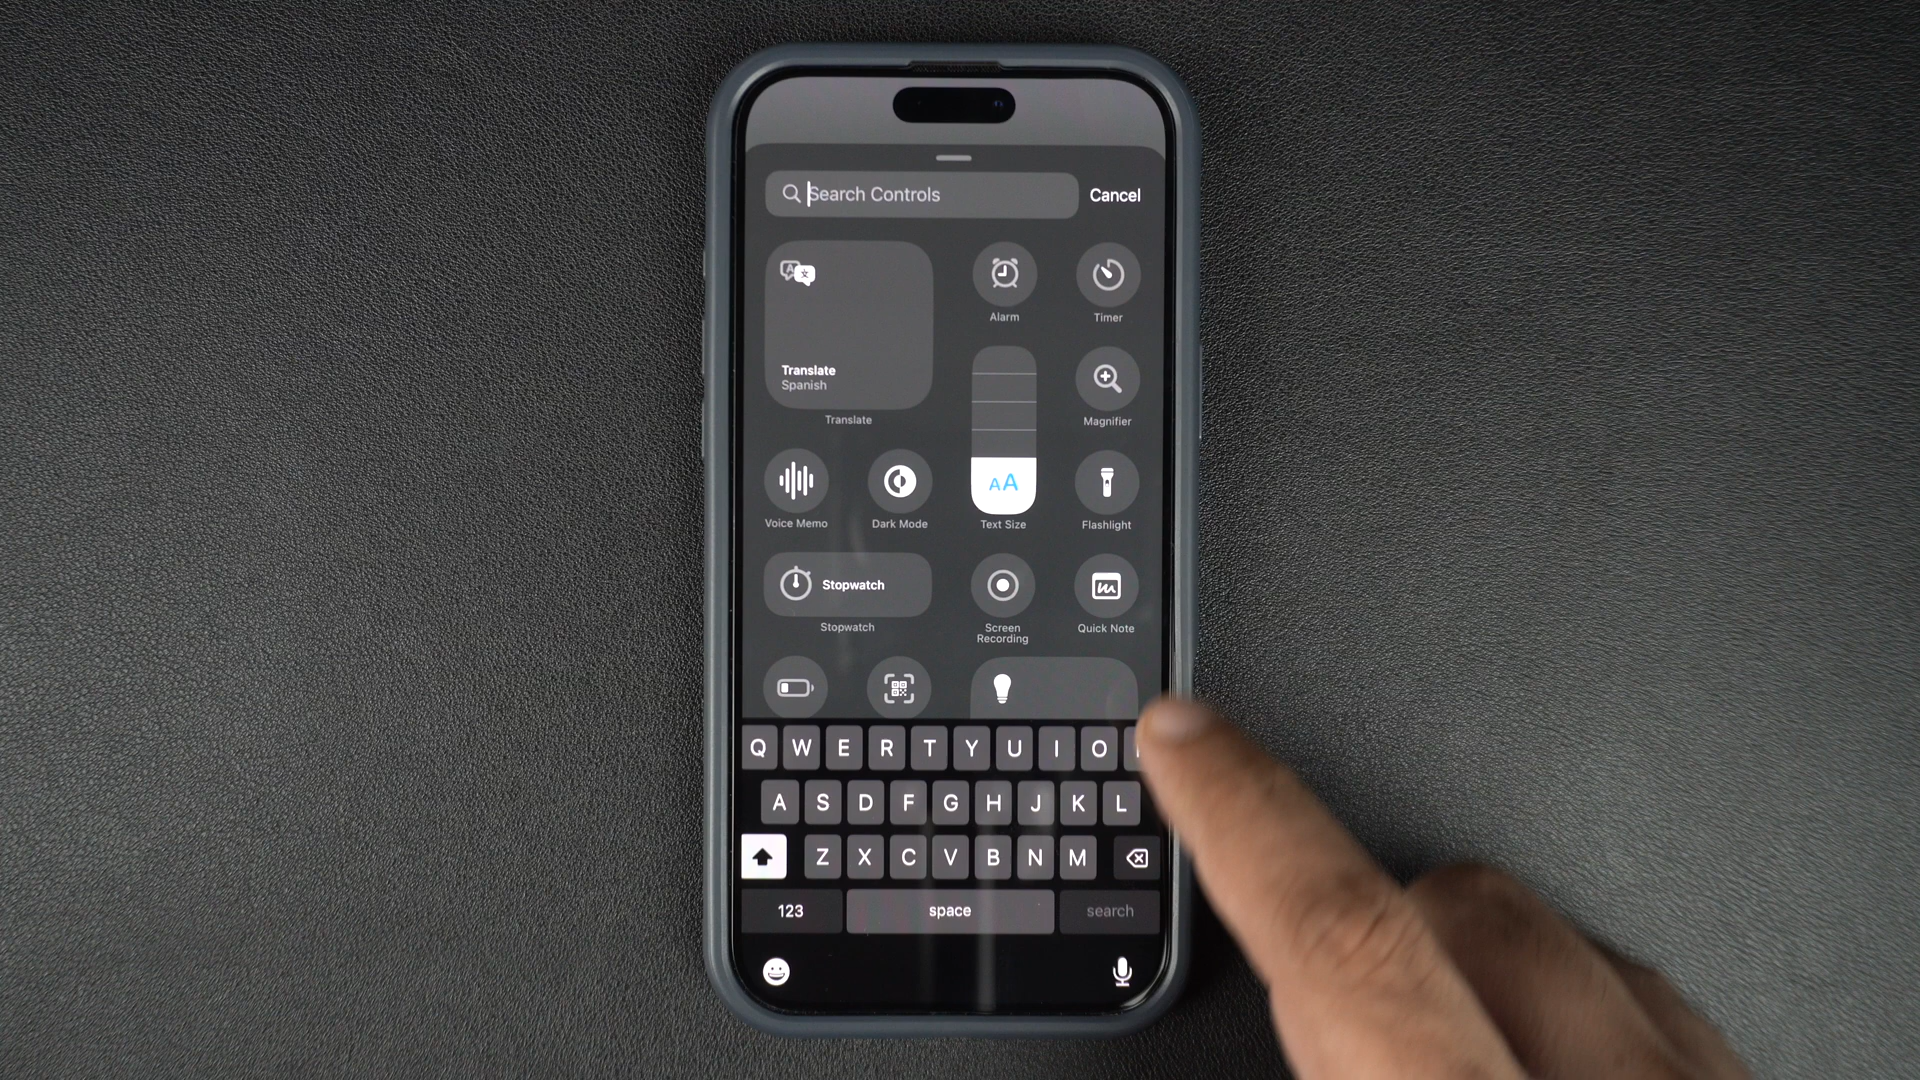 Search Controls
Cancel
Translate
Spanish
Translate
Alarm
Timer
Magnifier
Voice Memo
Dark Mode
AA
Text Size
Flashlight
Stopwatch
Stopwatch
Screen
Recording
Quick Note
Q W E R T Y U I O
A S D F G H J K L
Z X C V B N M
123
space
search